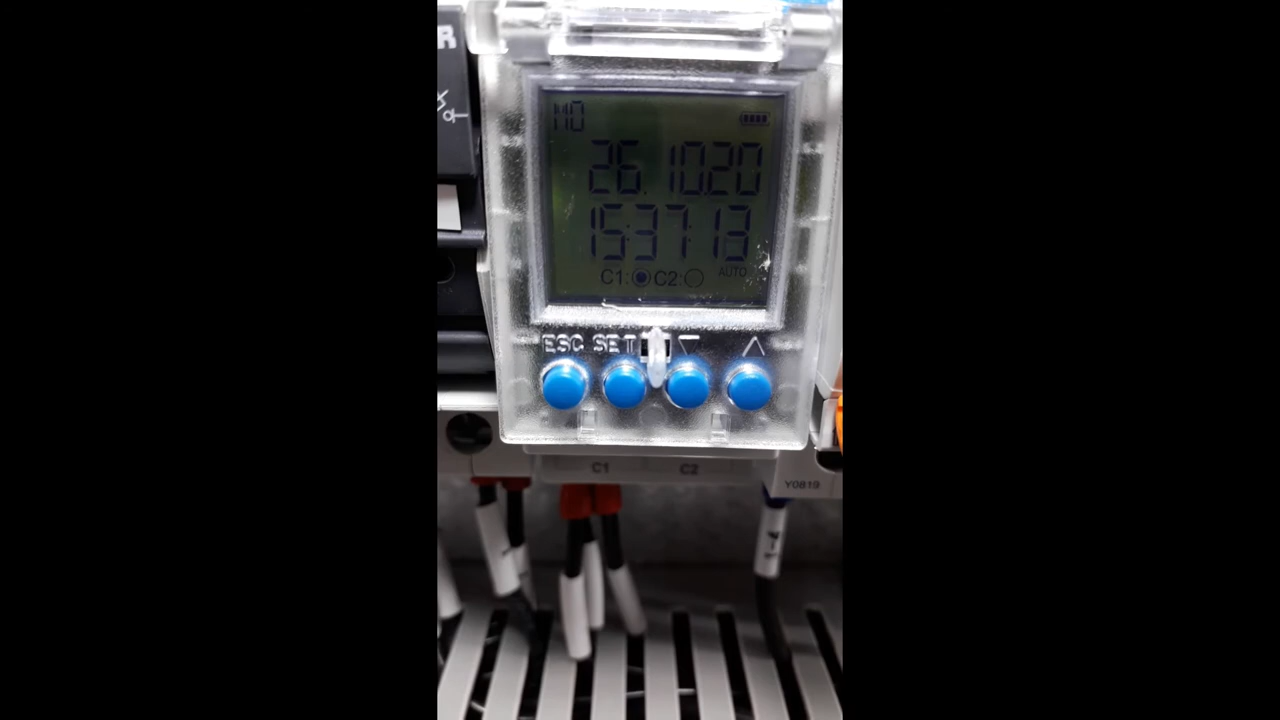 R
MO
26.10.20
15:37:13
C1: C2: AUTO
ESC SET
C1 C2
Y0819